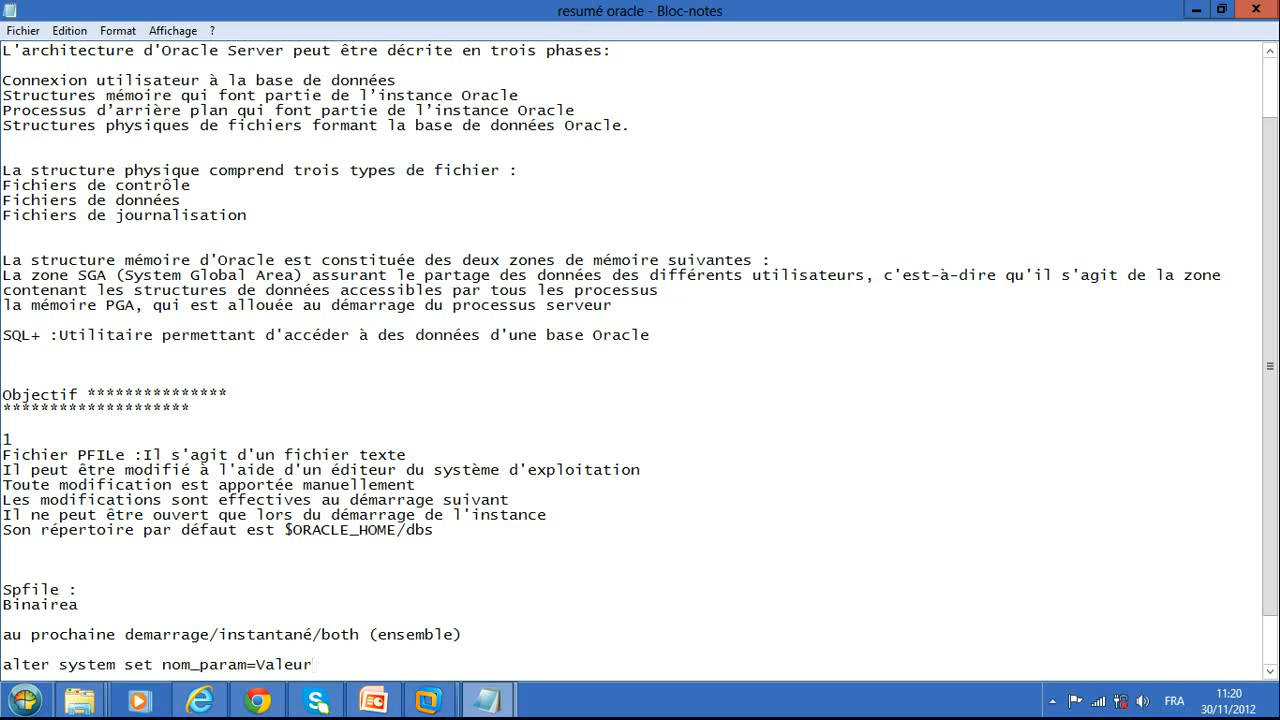 resumé oracle - Bloc-notes
Fichier Edition Format Affichage ?
L'architecture d'Oracle Server peut être décrite en trois phases:
Connexion utilisateur à la base de données
Structures mémoire qui font partie de l’instance Oracle
Processus d’arrière plan qui font partie de l’instance Oracle
Structures physiques de fichiers formant la base de données Oracle.
La structure physique comprend trois types de fichier :
Fichiers de contrôle
Fichiers de données
Fichiers de journalisation
La structure mémoire d'Oracle est constituée des deux zones de mémoire suivantes :
La zone SGA (System Global Area) assurant le partage des données des différents utilisateurs, c'est-à-dire qu'il s'agit de la zone
contenant les structures de données accessibles par tous les processus
la mémoire PGA, qui est allouée au démarrage du processus serveur
SQL+ :Utilitaire permettant d'accéder à des données d'une base Oracle
Objectif ***************
********************
1
Fichier PFILe :Il s'agit d'un fichier texte
Il peut être modifié à l'aide d'un éditeur du système d'exploitation
Toute modification est apportée manuellement
Les modifications sont effectives au démarrage suivant
Il ne peut être ouvert que lors du démarrage de l'instance
Son répertoire par défaut est $ORACLE_HOME/dbs
Spfile :
Binairea
au prochaine demarrage/instantané/both (ensemble)
alter system set nom_param=Valeur
FRA
11:20
30/11/2012